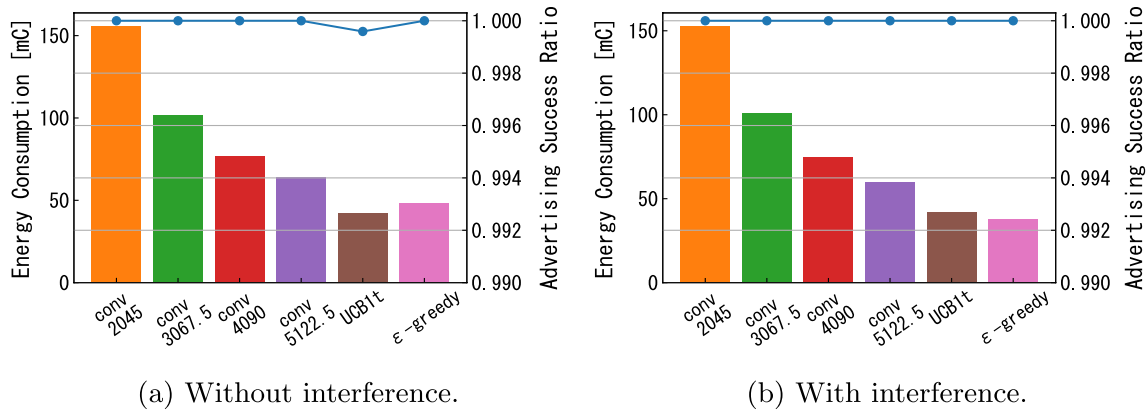 Energy Consumption [mC]
150
100
50
0
1.000
0.998
0.996
0.994
0.992
0.990
Advertising Success Ratio
conv
2045
conv
3067.5
conv
4090
conv
5122.5
UCB1t
ε-greedy
(a) Without interference.
Energy Consumption [mC]
150
100
50
0
1.000
0.998
0.996
0.994
0.992
0.990
Advertising Success Ratio
conv
2045
conv
3067.5
conv
4090
conv
5122.5
UCB1t
ε-greedy
(b) With interference.